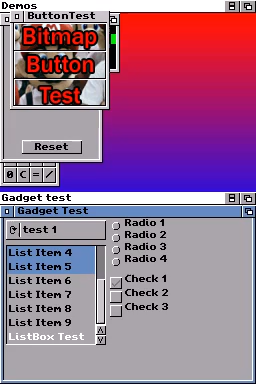 Demos
ButtonTest
Bitmap
Button
Test
Reset
0 C = /
Gadget test
Gadget Test
test 1
Radio 1
Radio 2
Radio 3
Radio 4
List Item 4
List Item 5
List Item 6
List Item 7
List Item 8
List Item 9
ListBox Test
Check 1
Check 2
Check 3